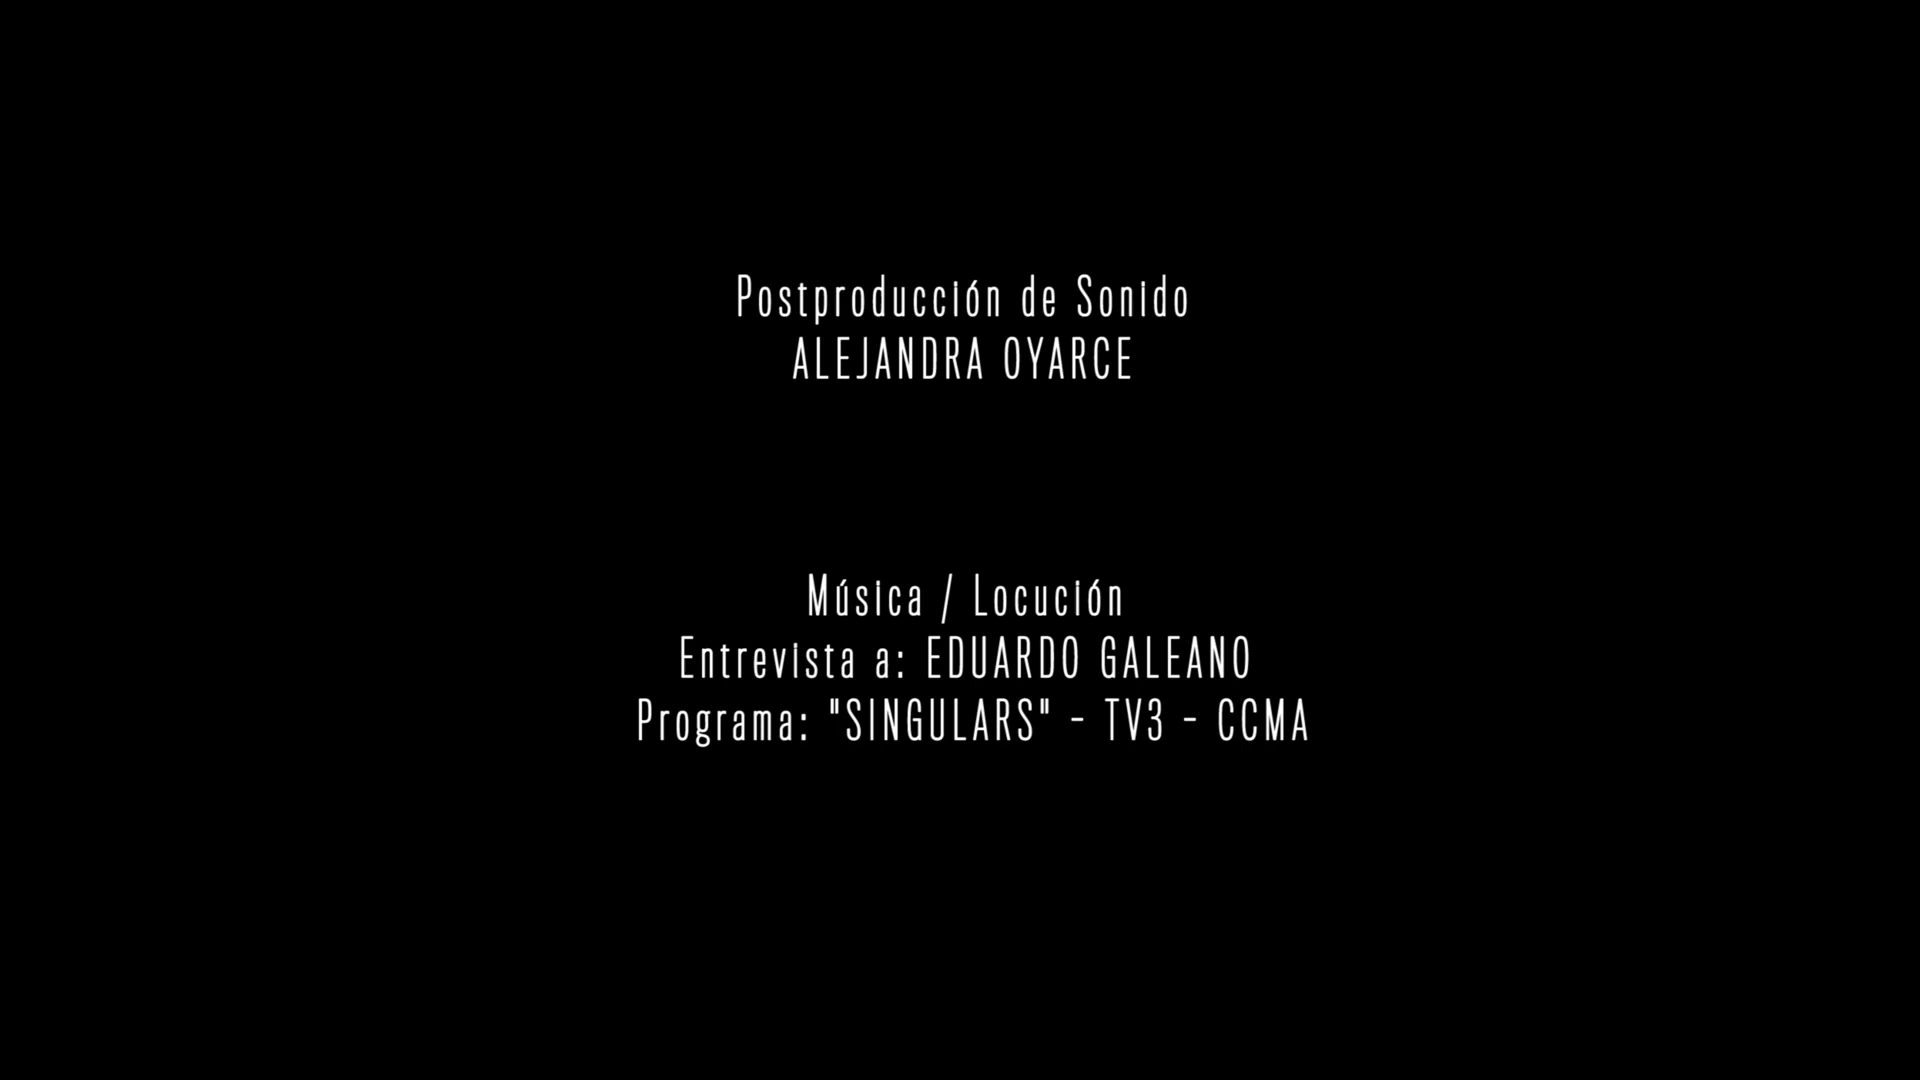 Postproducción de Sonido
ALEJANDRA OYARCE
Música / Locución
Entrevista a: EDUARDO GALEANO
Programa: "SINGULARS" - TV3 - CCMA